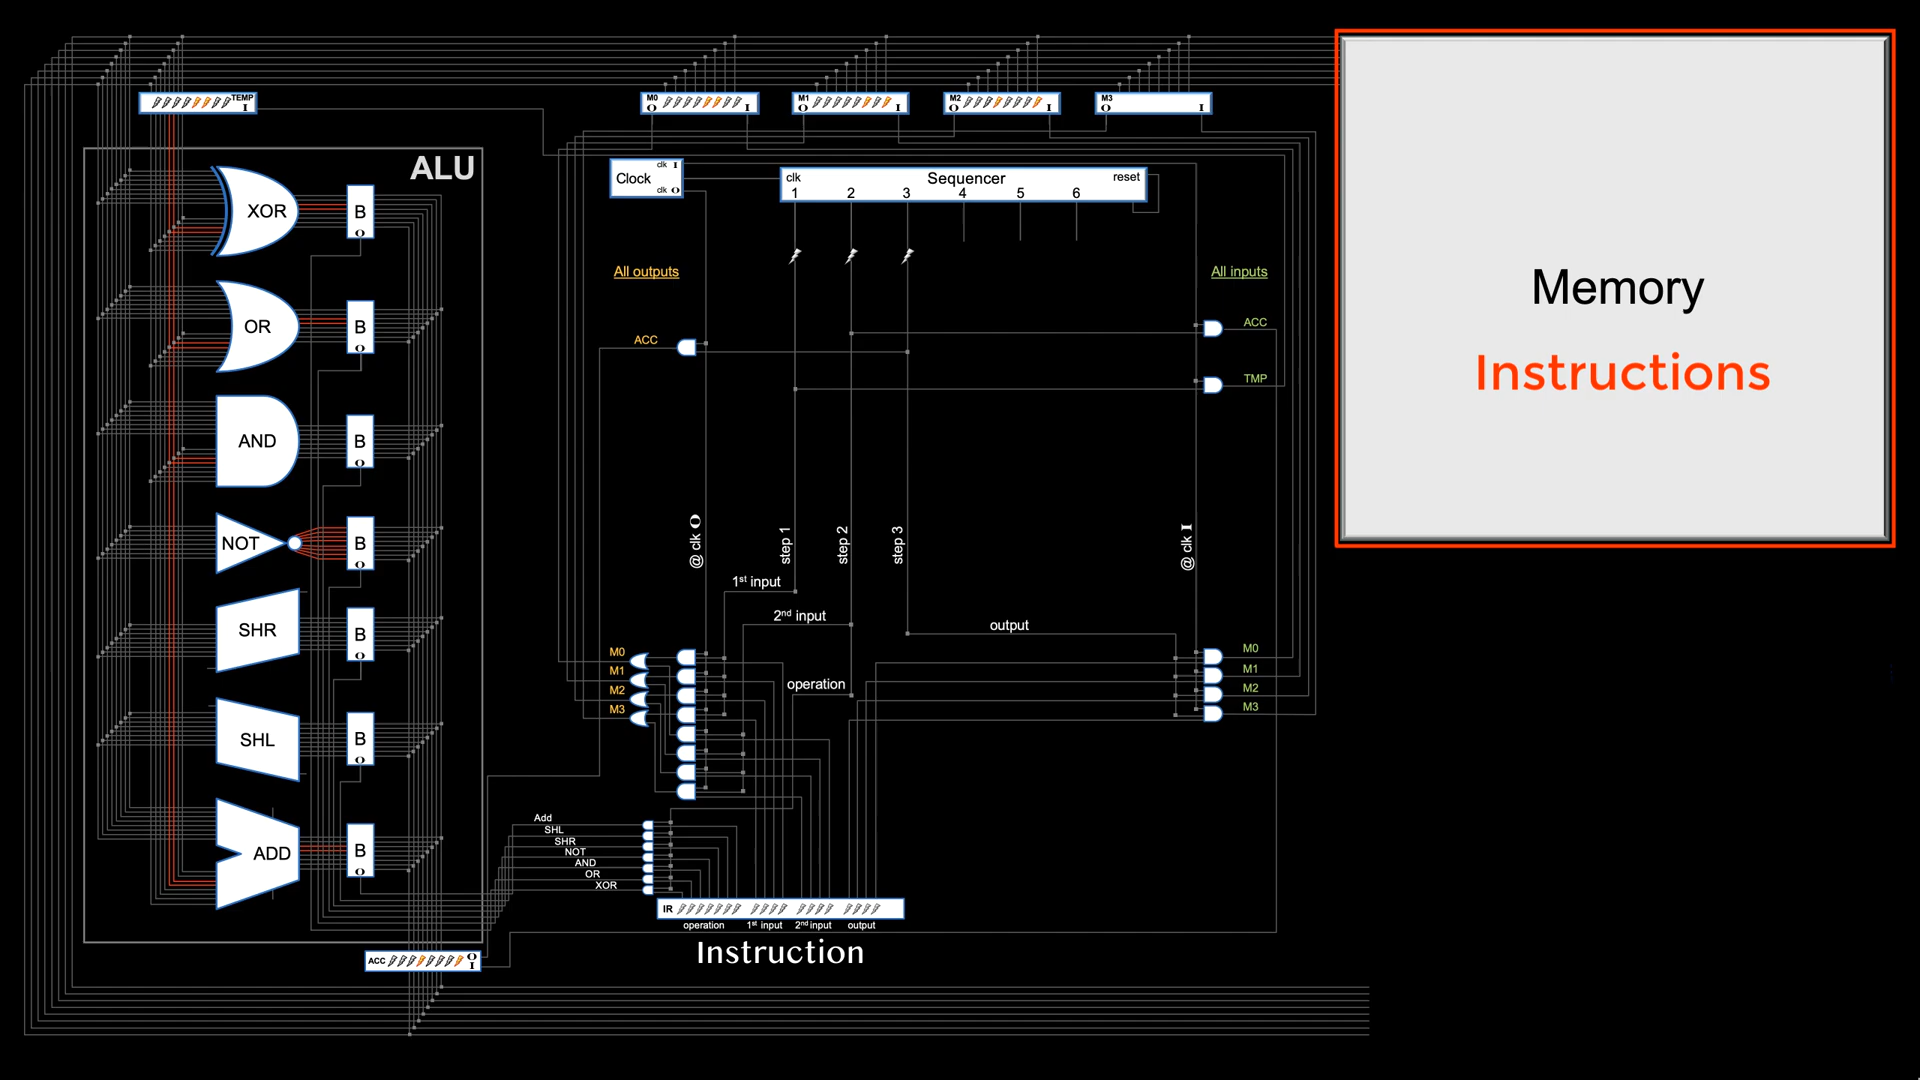 TEMP
I
M0
O
I
M1
O
I
M2
O
I
M3
O
I
ALU
Clock
clk I
clk O
clk
Sequencer
reset
1
2
3
4
5
6
XOR
B
O
OR
B
O
AND
B
O
NOT
B
O
SHR
B
O
SHL
B
O
ADD
B
O
All outputs
All inputs
ACC
ACC
TMP
@ clk O
step 1
step 2
step 3
@ clk I
1st input
2nd input
output
operation
M0
M1
M2
M3
M0
M1
M2
M3
Add
SHL
SHR
NOT
AND
OR
XOR
IR
operation
1st input
2nd input
output
Instruction
ACC
O
I
Memory
Instructions